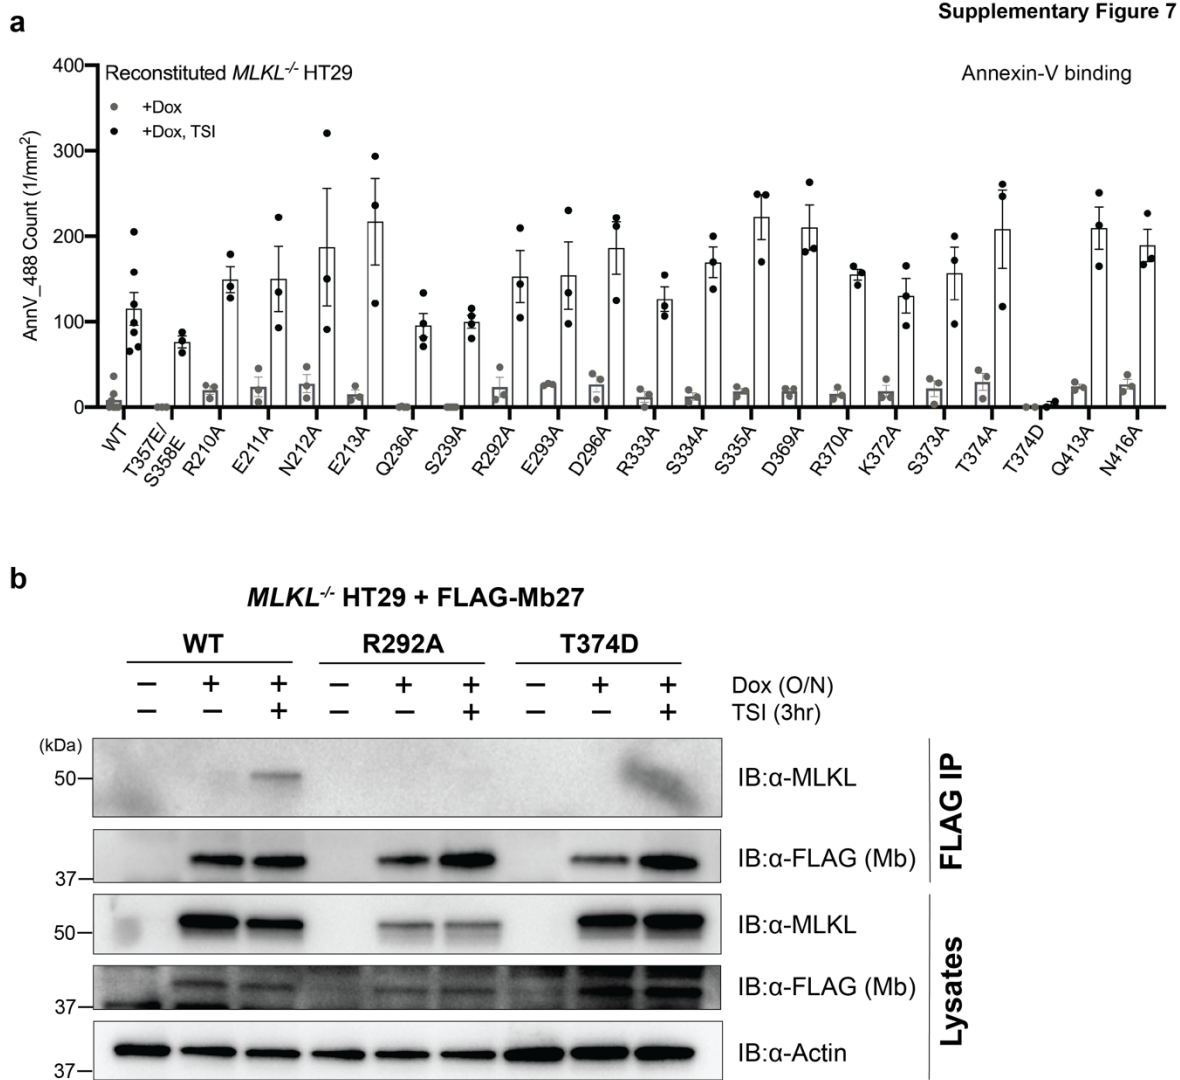 Supplementary Figure 7
a
Reconstituted MLKL-/- HT29
Annexin-V binding
+Dox
+Dox, TSI
AnnV_488 Count (1/mm2)
400
300
200
100
0
WT
T357E/
S358E
R210A
E211A
N212A
E213A
Q236A
S239A
R292A
E293A
D296A
R333A
S334A
S335A
D369A
R370A
K372A
S373A
T374A
T374D
Q413A
N416A
b
MLKL-/- HT29 + FLAG-Mb27
WT R292A T374D
– + + – + + – + + Dox (O/N)
– – + – – + – – + TSI (3hr)
(kDa)
50 IB:α-MLKL
37 IB:α-FLAG (Mb)
FLAG IP
50 IB:α-MLKL
37 IB:α-FLAG (Mb)
37 IB:α-Actin
Lysates